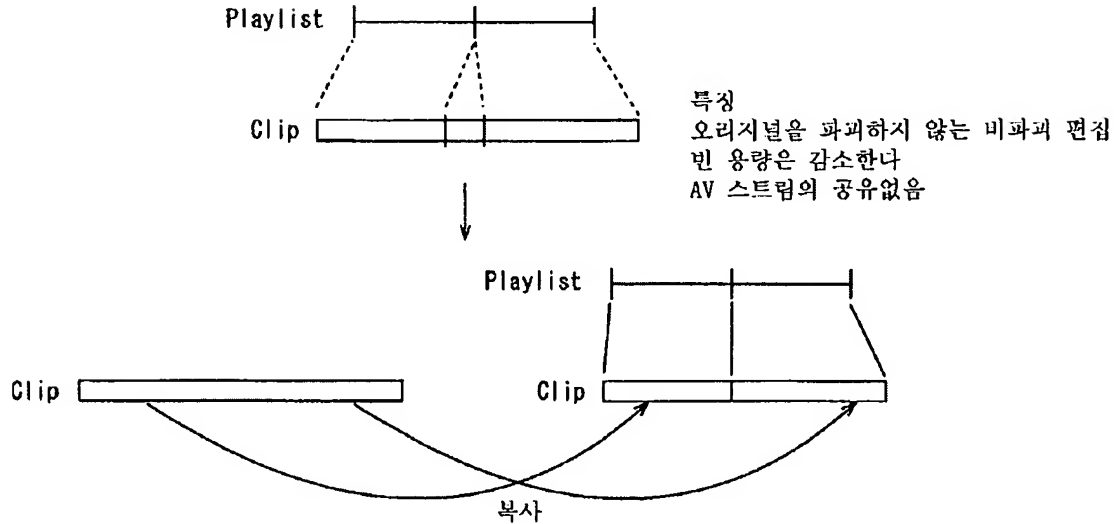 Playlist
Clip
특징
오리지널을 파괴하지 않는 비파괴 편집
빈 용량은 감소한다
AV 스트림의 공유없음
Playlist
Clip
Clip
복사